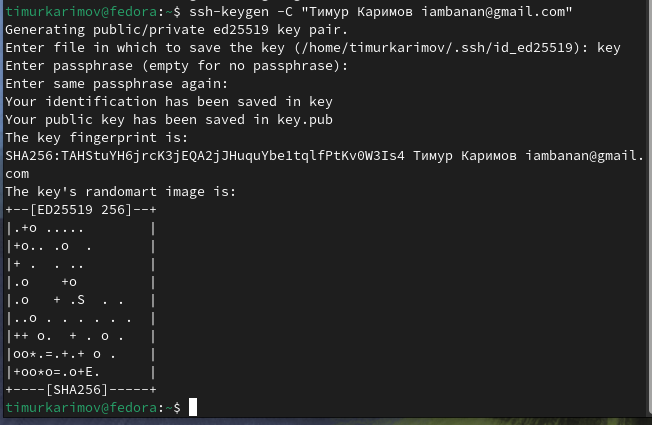 timurkarimov@fedora:~$ ssh-keygen -C "Тимур Каримов iambanan@gmail.com"
Generating public/private ed25519 key pair.
Enter file in which to save the key (/home/timurkarimov/.ssh/id_ed25519): key
Enter passphrase (empty for no passphrase):
Enter same passphrase again:
Your identification has been saved in key
Your public key has been saved in key.pub
The key fingerprint is:
SHA256:TAHStuYH6jrcK3jEQA2jJHuquYbe1tqlfPtKv0W3Is4 Тимур Каримов iambanan@gmail.
com
The key's randomart image is:
+--[ED25519 256]--+
|.+o .....        |
|+o.. .o  .       |
|+ .  . ..        |
|.o    +o         |
|.o   + .S  . .   |
|..o . . . . . .  |
|++ o.  + . o .   |
|oo*.=.+.+ o .    |
|+oo*o=.o+E.      |
+----[SHA256]-----+
timurkarimov@fedora:~$